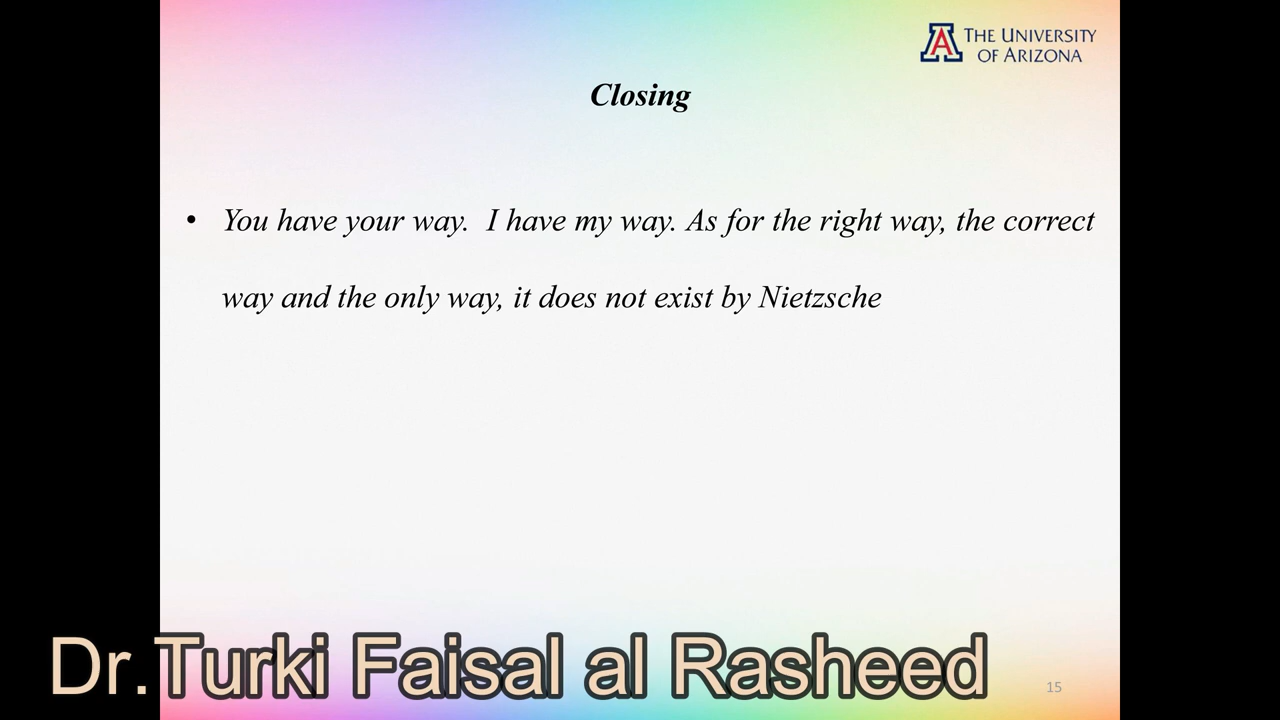 THE UNIVERSITY
OF ARIZONA
Closing
• You have your way.  I have my way. As for the right way, the correct
way and the only way, it does not exist by Nietzsche
Dr.Turki Faisal al Rasheed
15